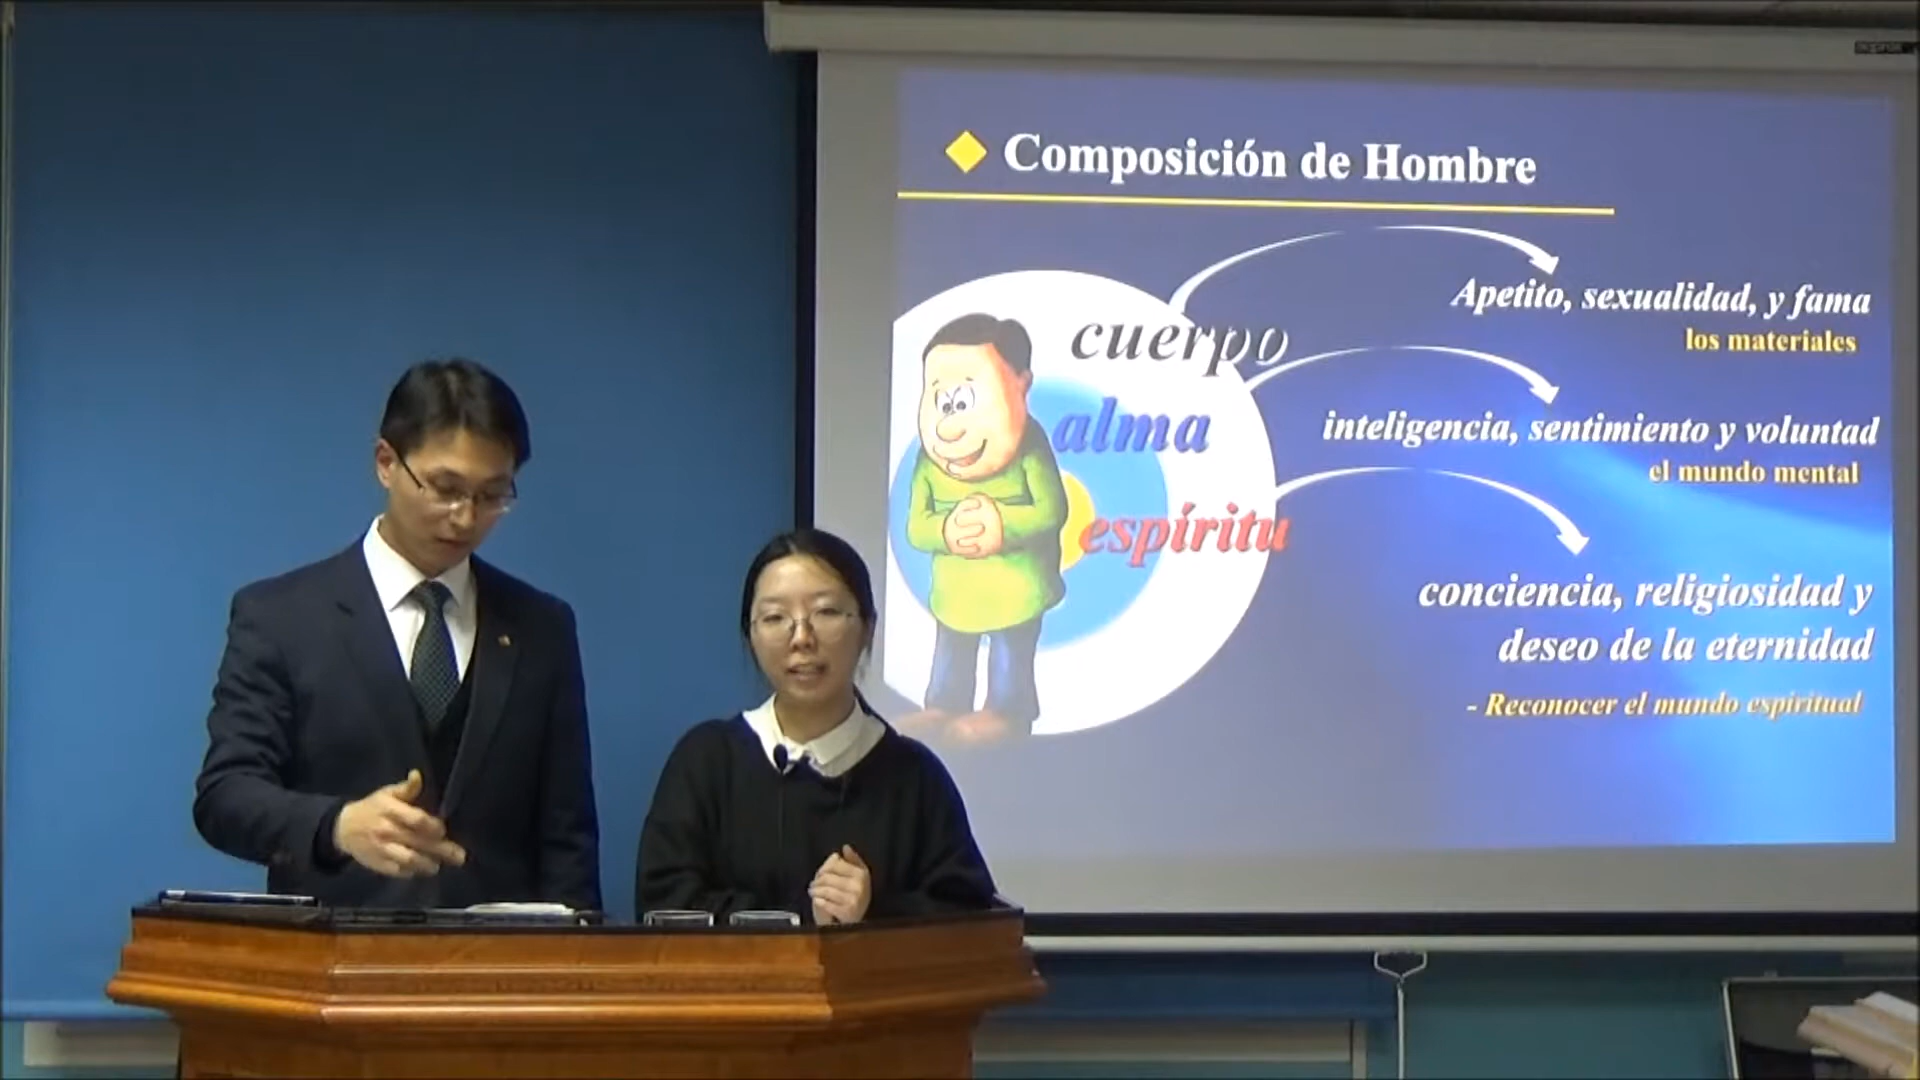 Composición de Hombre
cuerpo
Apetito, sexualidad, y fama
los materiales
alma
inteligencia, sentimiento y voluntad
el mundo mental
espíritu
conciencia, religiosidad y
deseo de la eternidad
- Reconocer el mundo espiritual